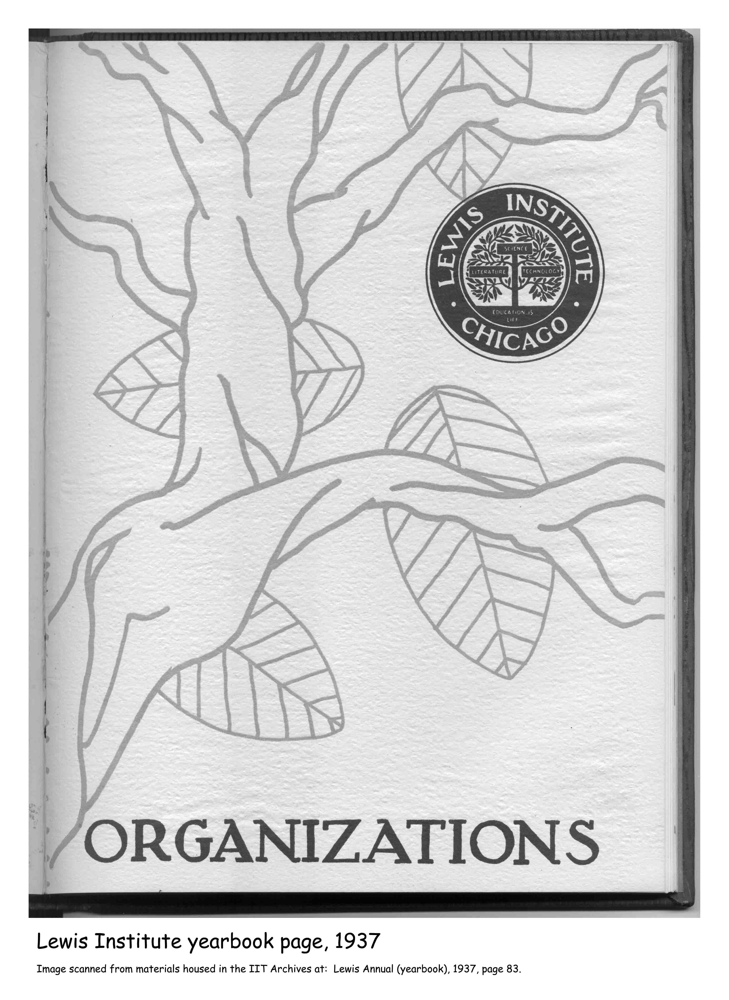 LEWIS INSTITUTE
SCIENCE
LITERATURE TECHNOLOGY
EDUCATION IS
LIFE
CHICAGO
ORGANIZATIONS
Lewis Institute yearbook page, 1937
Image scanned from materials housed in the IIT Archives at: Lewis Annual (yearbook), 1937, page 83.